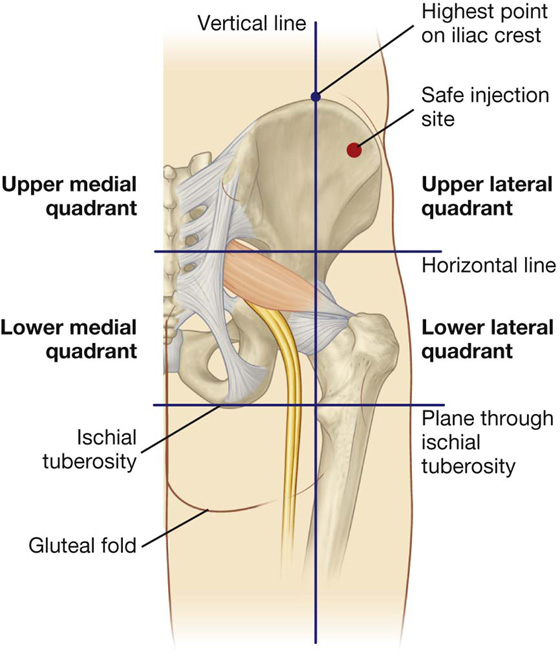 Vertical line
Highest point
on iliac crest
Safe injection
site
Upper medial
quadrant
Upper lateral
quadrant
Horizontal line
Lower medial
quadrant
Lower lateral
quadrant
Ischial
tuberosity
Plane through
ischial
tuberosity
Gluteal fold